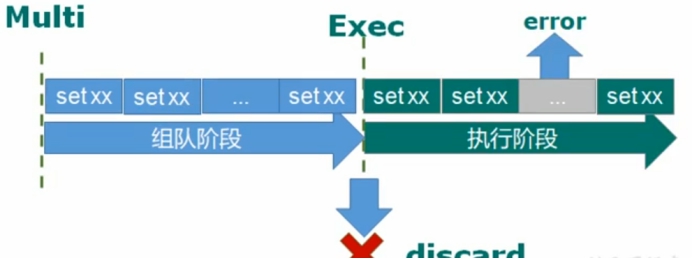 Multi
Exec
error
set xx set xx ... set xx set xx set xx ... set xx
组队阶段 执行阶段
discard